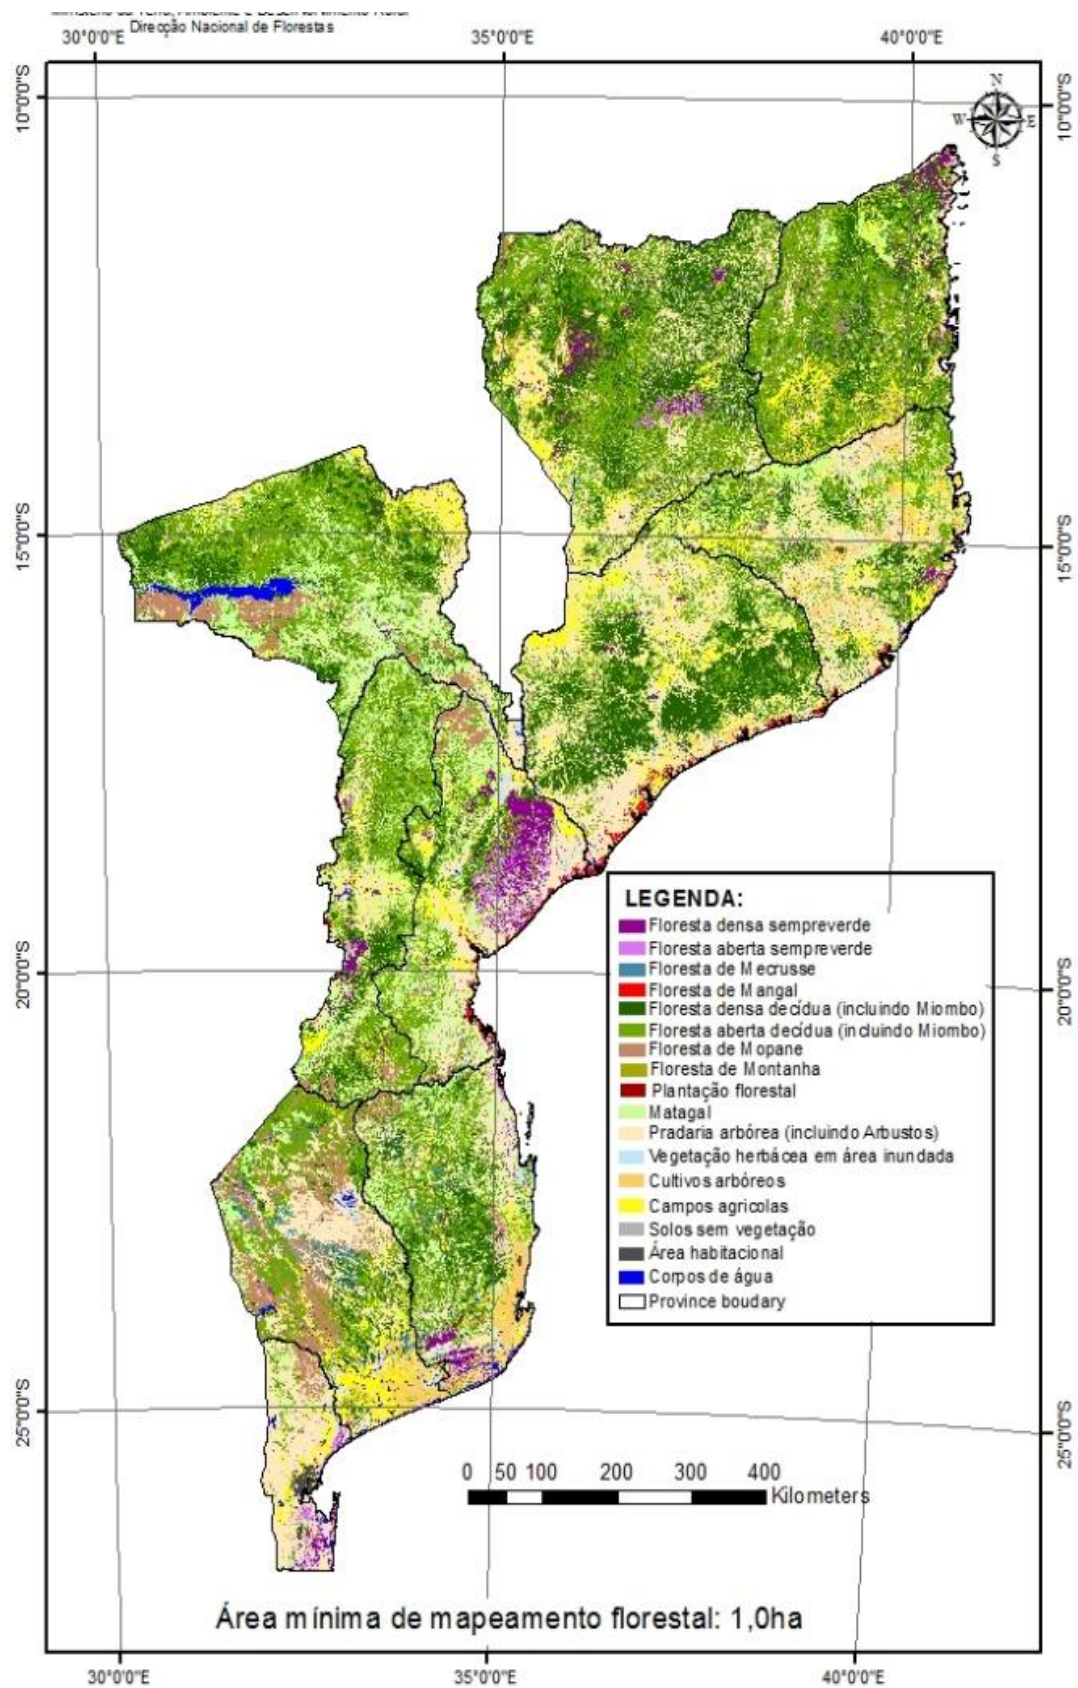 Direcção Nacional de Florestas
30°0'0"E 35°0'0"E 40°0'0"E
10°0'0"S 10°0'0"S
N
W E
S
15°0'0"S 15°0'0"S
LEGENDA:
Floresta densa sempreverde
Floresta aberta sempreverde
Floresta de Mecrusse
Floresta de Mangal
Floresta densa decídua (incluindo Miombo)
Floresta aberta decídua (incluindo Miombo)
Floresta de Mopane
Floresta de Montanha
Plantação florestal
Matagal
Pradaria arbórea (incluindo Arbustos)
Vegetação herbácea em área inundada
Cultivos arbóreos
Campos agricolas
Solos sem vegetação
Área habitacional
Corpos de água
Province boudary
20°0'0"S 20°0'0"S
25°0'0"S 25°0'0"S
0 50 100 200 300 400
Kilometers
Área mínima de mapeamento florestal: 1,0ha
30°0'0"E 35°0'0"E 40°0'0"E